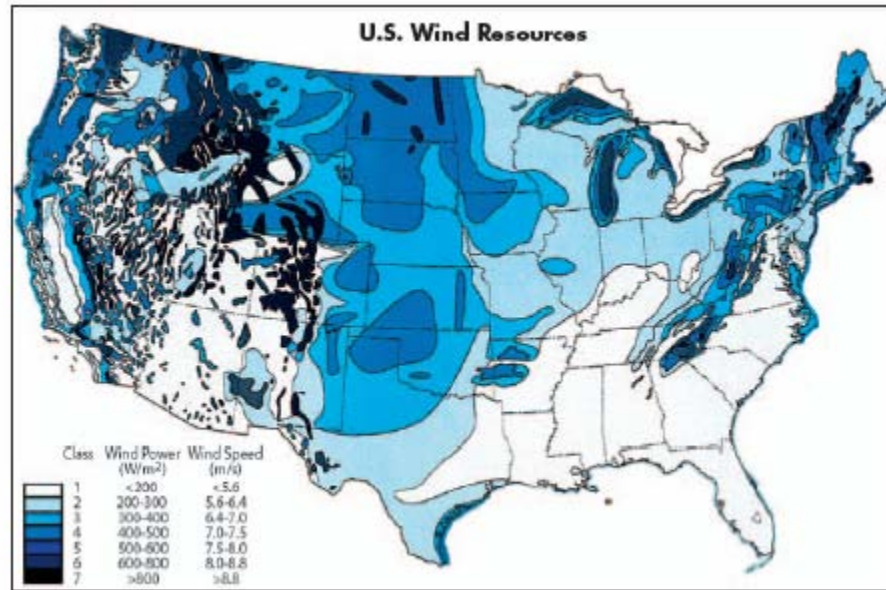 U.S. Wind Resources
Class Wind Power Wind Speed
(W/m²) (m/s)
1 <200 <5.6
2 200-300 5.6-6.4
3 300-400 6.4-7.0
4 400-500 7.0-7.5
5 500-600 7.5-8.0
6 600-800 8.0-8.8
7 >800 >8.8